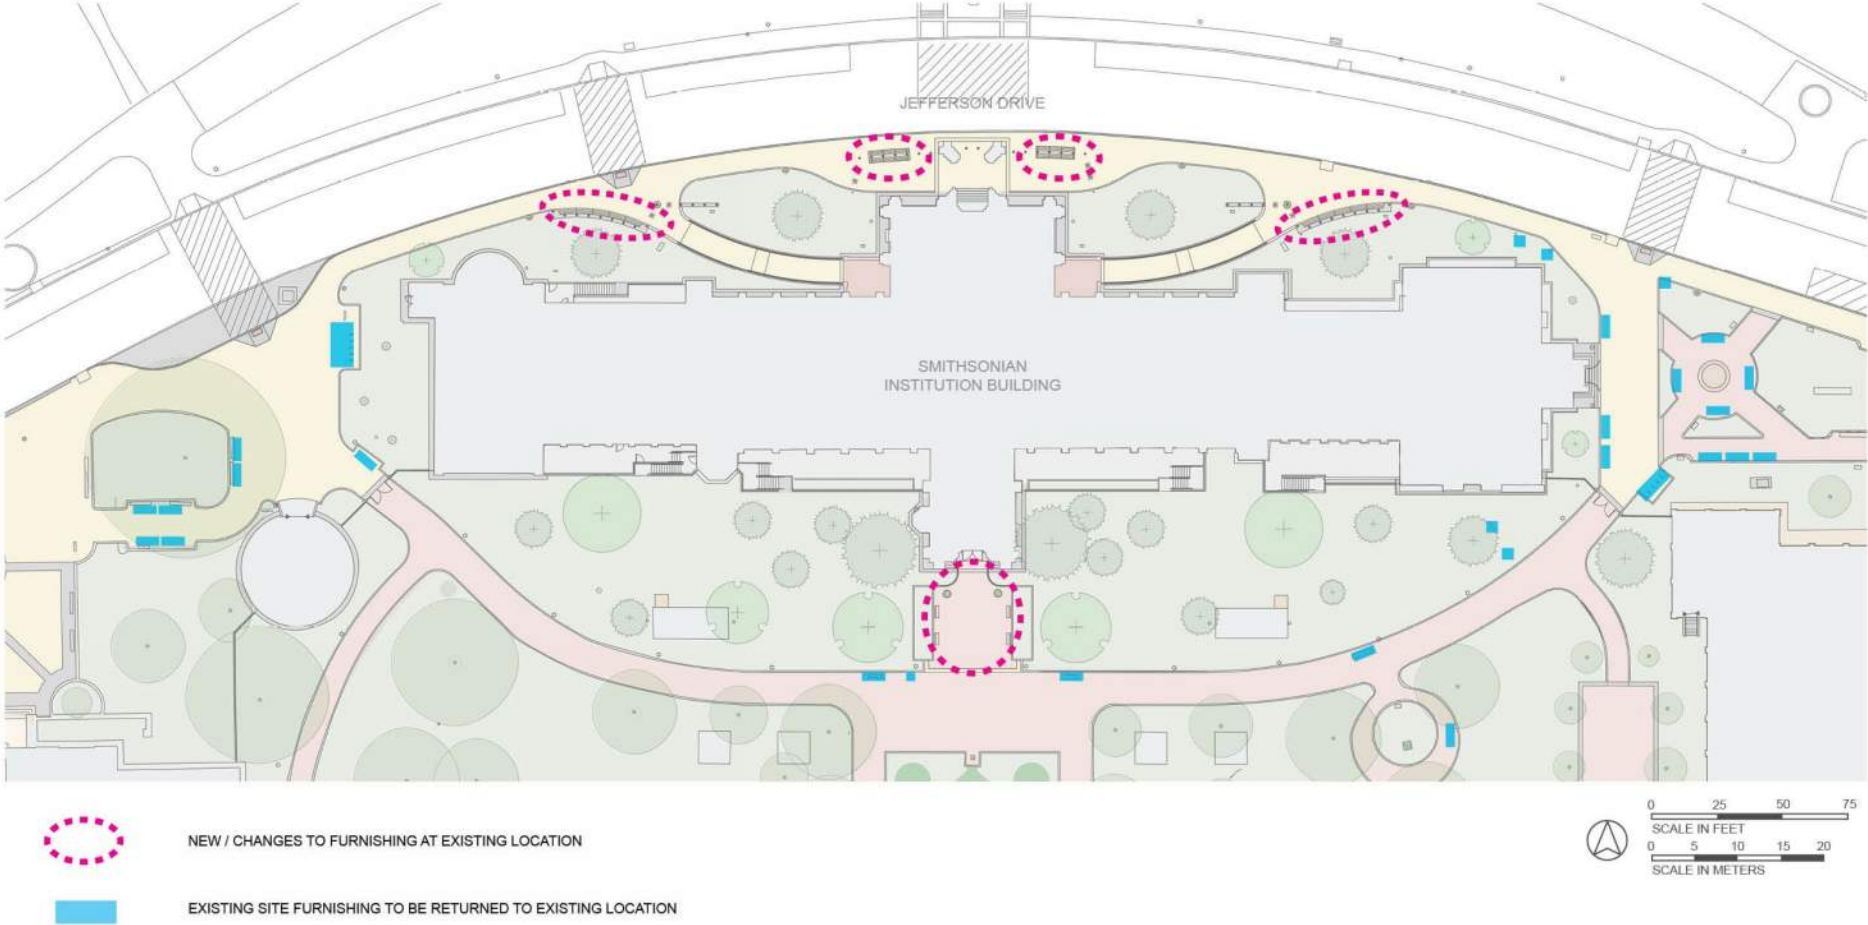 JEFFERSON DRIVE
SMITHSONIAN
INSTITUTION BUILDING
NEW / CHANGES TO FURNISHING AT EXISTING LOCATION
EXISTING SITE FURNISHING TO BE RETURNED TO EXISTING LOCATION
0 25 50 75
SCALE IN FEET
0 5 10 15 20
SCALE IN METERS